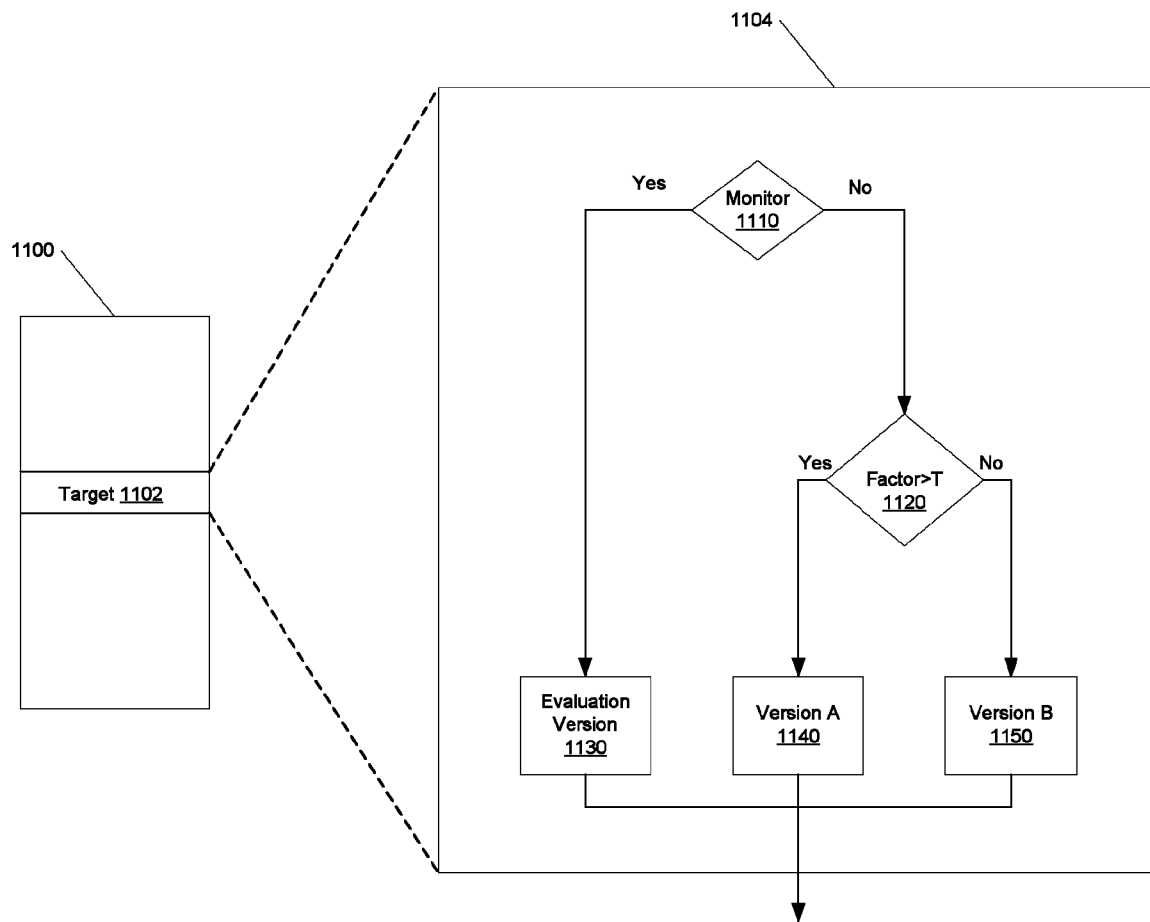 1104
Yes
No
Monitor
1110
1100
Yes
No
Factor>T
1120
Target 1102
Evaluation
Version
1130
Version A
1140
Version B
1150